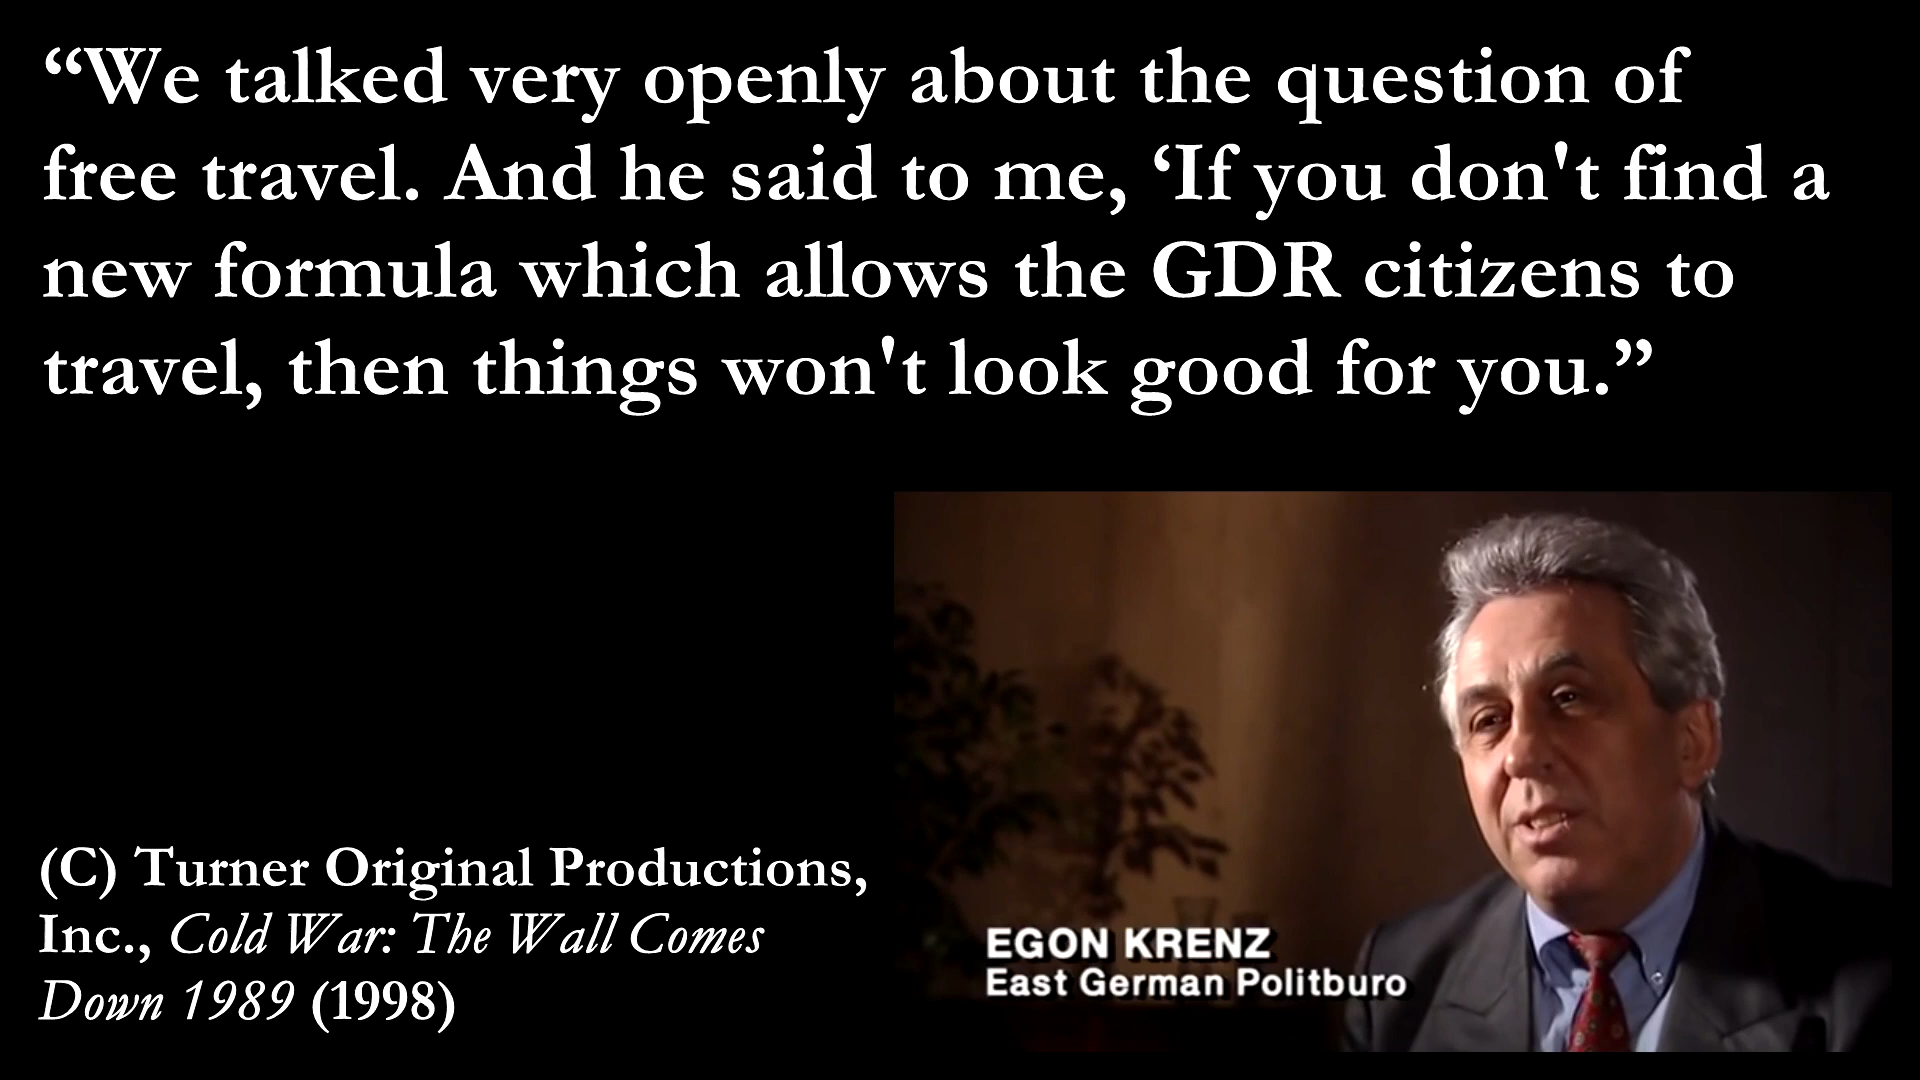 “We talked very openly about the question of
free travel. And he said to me, ‘If you don't find a
new formula which allows the GDR citizens to
travel, then things won't look good for you.”
(C) Turner Original Productions,
Inc., Cold War: The Wall Comes
Down 1989 (1998)
EGON KRENZ
East German Politburo